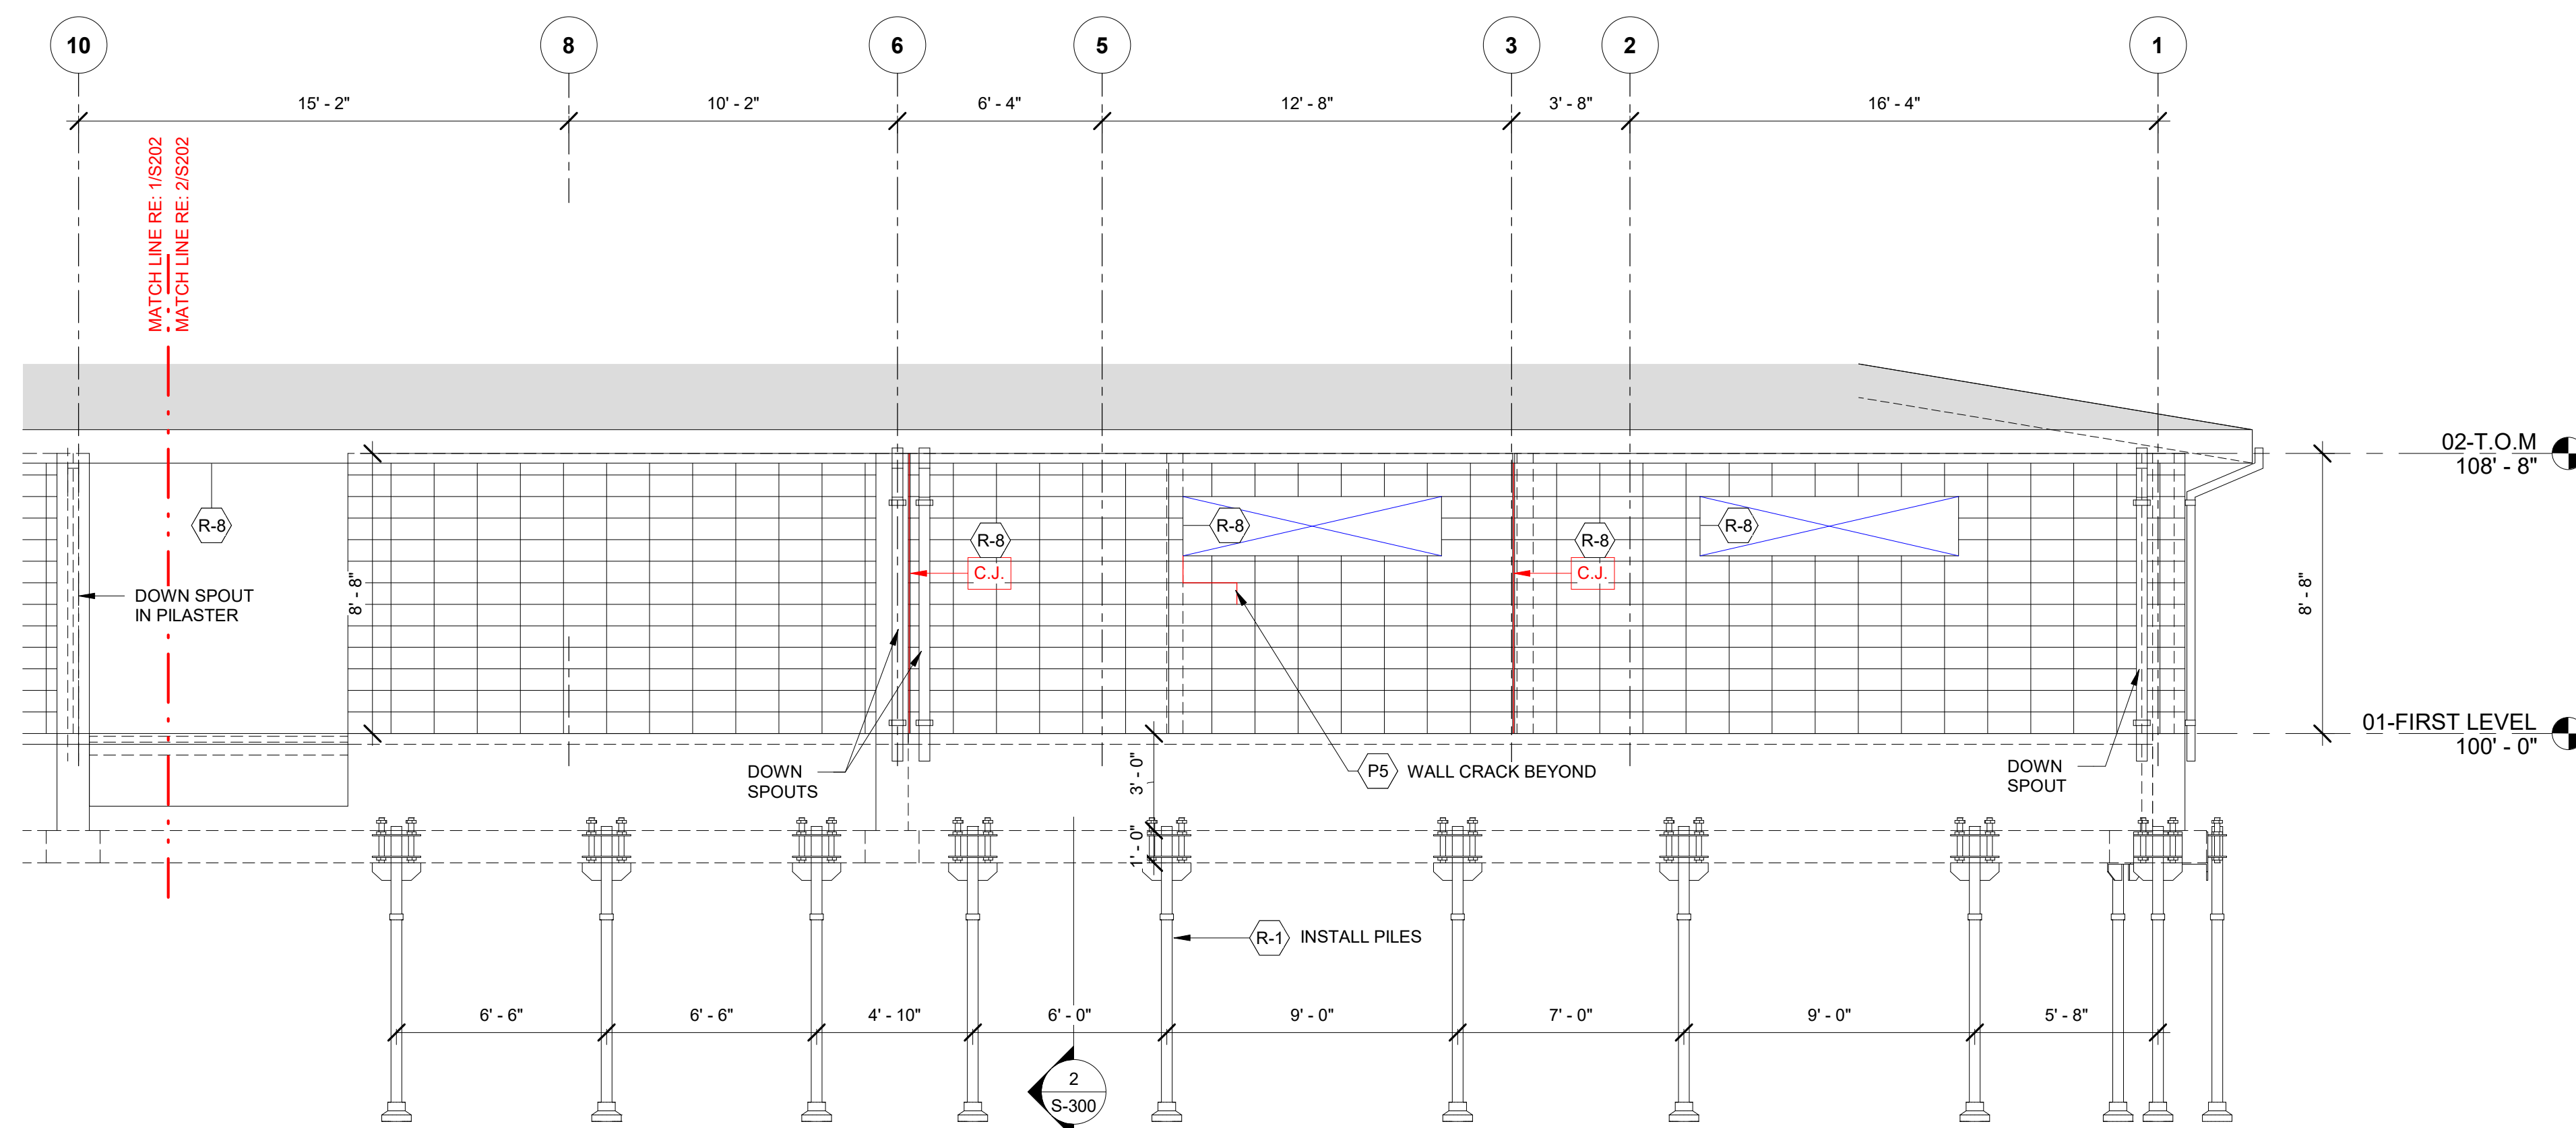 10
8
6
5
3
2
1
15' - 2"
10' - 2"
6' - 4"
12' - 8"
3' - 8"
16' - 4"
MATCH LINE RE: 1/S202
MATCH LINE RE: 2/S202
02-T.O.M
108' - 8"
R-8
R-8
R-8
R-8
R-8
C.J.
C.J.
8' - 8"
8' - 8"
DOWN SPOUT
IN PILASTER
01-FIRST LEVEL
100' - 0"
DOWN
SPOUTS
P5 WALL CRACK BEYOND
DOWN
SPOUT
3' - 0"
1' - 0"
R-1 INSTALL PILES
6' - 6"
6' - 6"
4' - 10"
6' - 0"
9' - 0"
7' - 0"
9' - 0"
5' - 8"
2
S-300